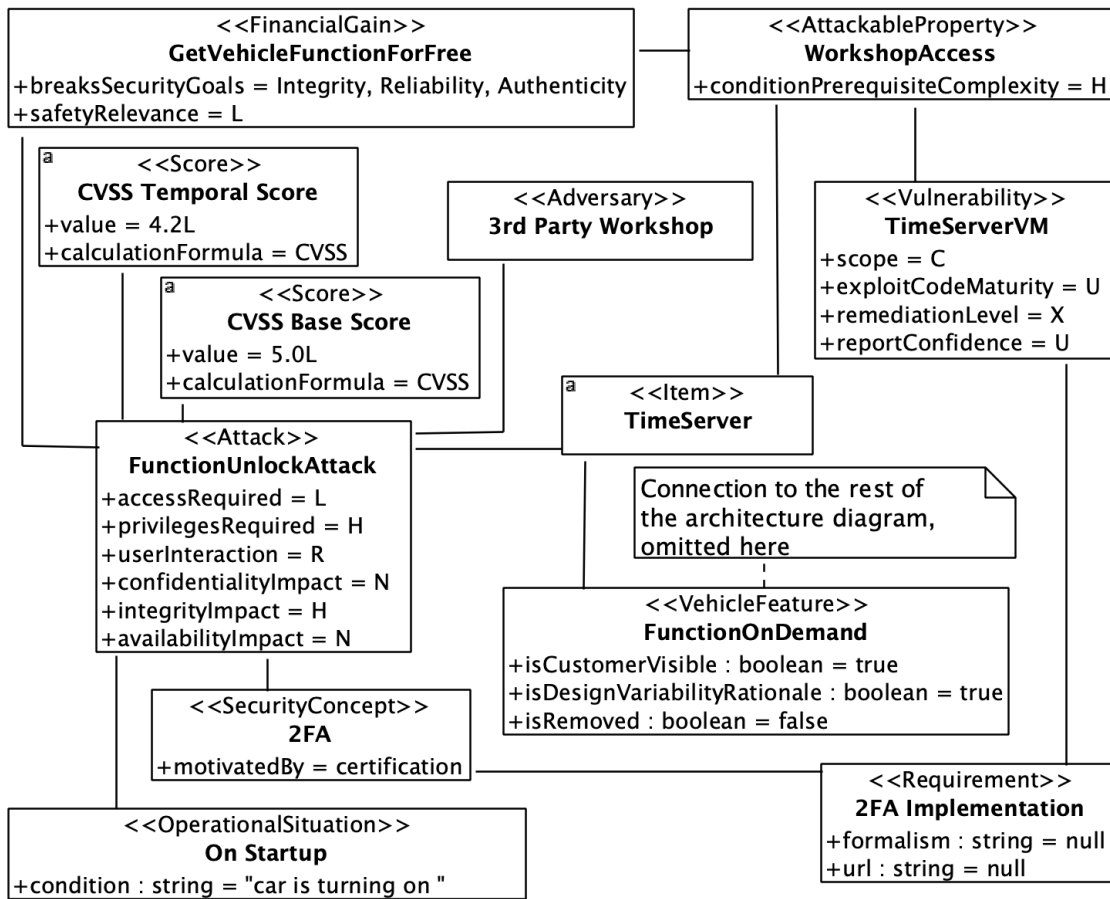 <<FinancialGain>>
GetVehicleFunctionForFree
+breaksSecurityGoals = Integrity, Reliability, Authenticity
+safetyRelevance = L
<<AttackableProperty>>
WorkshopAccess
+conditionPrerequisiteComplexity = H
a
<<Score>>
CVSS Temporal Score
+value = 4.2L
+calculationFormula = CVSS
<<Adversary>>
3rd Party Workshop
<<Vulnerability>>
TimeServerVM
+scope = C
+exploitCodeMaturity = U
+remediationLevel = X
+reportConfidence = U
a
<<Score>>
CVSS Base Score
+value = 5.0L
+calculationFormula = CVSS
a
<<Item>>
TimeServer
<<Attack>>
FunctionUnlockAttack
+accessRequired = L
+privilegesRequired = H
+userInteraction = R
+confidentialityImpact = N
+integrityImpact = H
+availabilityImpact = N
Connection to the rest of
the architecture diagram,
omitted here
<<VehicleFeature>>
FunctionOnDemand
+isCustomerVisible : boolean = true
+isDesignVariabilityRationale : boolean = true
+isRemoved : boolean = false
<<SecurityConcept>>
2FA
+motivatedBy = certification
<<Requirement>>
2FA Implementation
+formalism : string = null
+url : string = null
<<OperationalSituation>>
On Startup
+condition : string = "car is turning on "